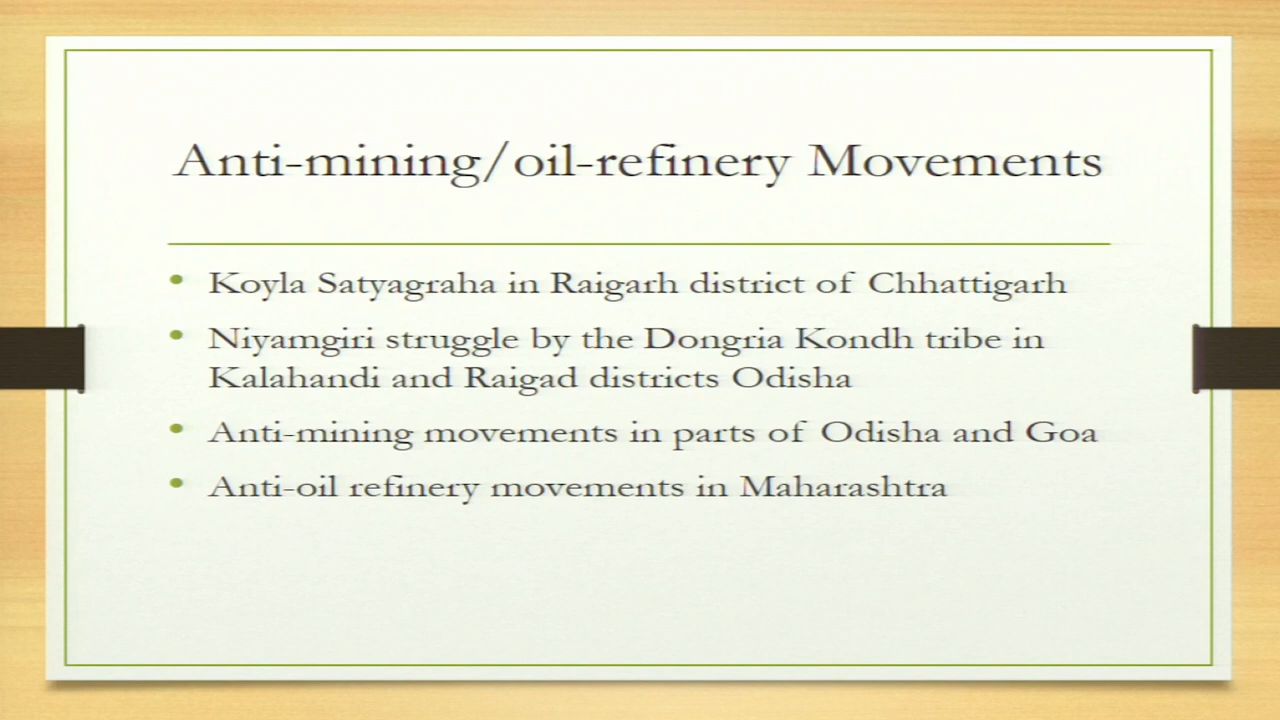 Anti-mining/oil-refinery Movements
• Koyla Satyagraha in Raigarh district of Chhattigarh
• Niyamgiri struggle by the Dongria Kondh tribe in
Kalahandi and Raigad districts Odisha
• Anti-mining movements in parts of Odisha and Goa
• Anti-oil refinery movements in Maharashtra